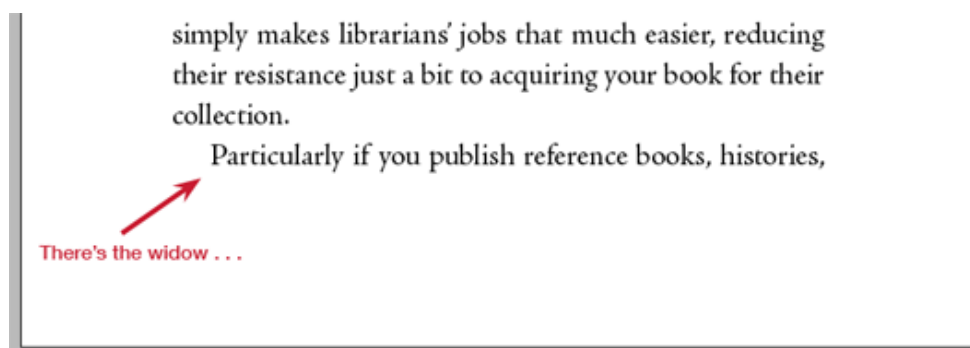 simply makes librarians' jobs that much easier, reducing
their resistance just a bit to acquiring your book for their
collection.
Particularly if you publish reference books, histories,
There's the widow . . .